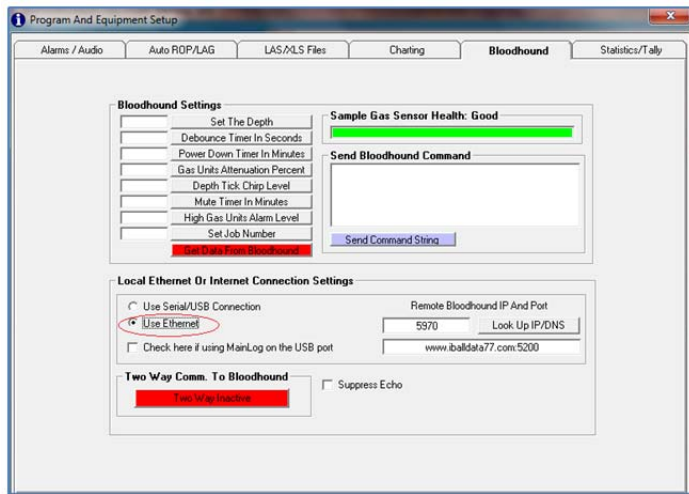 Program And Equipment Setup
Alarms / Audio
Auto ROP/LAG
LAS/XLS Files
Charting
Bloodhound
Statistics/Tally
Bloodhound Settings
Set The Depth
Debounce Timer In Seconds
Power Down Timer In Minutes
Gas Units Attenuation Percent
Depth Tick Chirp Level
Mute Timer In Minutes
High Gas Units Alarm Level
Set Job Number
Get Data From Bloodhound
Sample Gas Sensor Health: Good
Send Bloodhound Command
Send Command String
Local Ethernet Or Internet Connection Settings
Use Serial/USB Connection
Use Ethernet
Check here if using MainLog on the USB port
Remote Bloodhound IP And Port
5970
Look Up IP/DNS
www.iballdata77.com:5200
Two Way Comm. To Bloodhound
Two Way Inactive
Suppress Echo